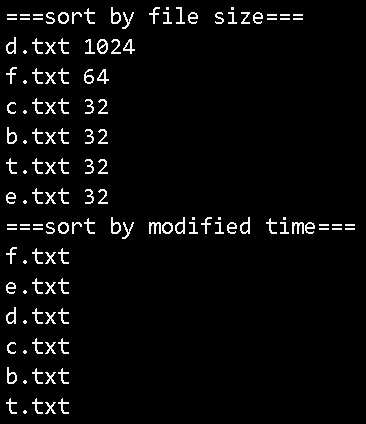 ===sort by file size===
d.txt 1024
f.txt 64
c.txt 32
b.txt 32
t.txt 32
e.txt 32
===sort by modified time===
f.txt
e.txt
d.txt
c.txt
b.txt
t.txt